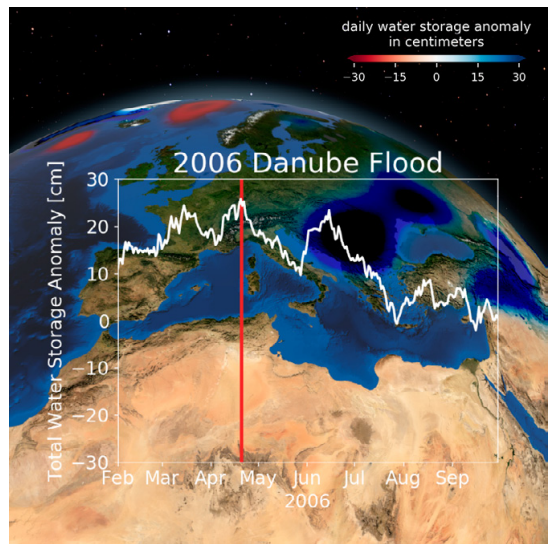 daily water storage anomaly
in centimeters
−30 −15 0 15 30
2006 Danube Flood
Total Water Storage Anomaly [cm]
30
20
10
0
−10
−20
−30
Feb Mar Apr May Jun Jul Aug Sep
2006